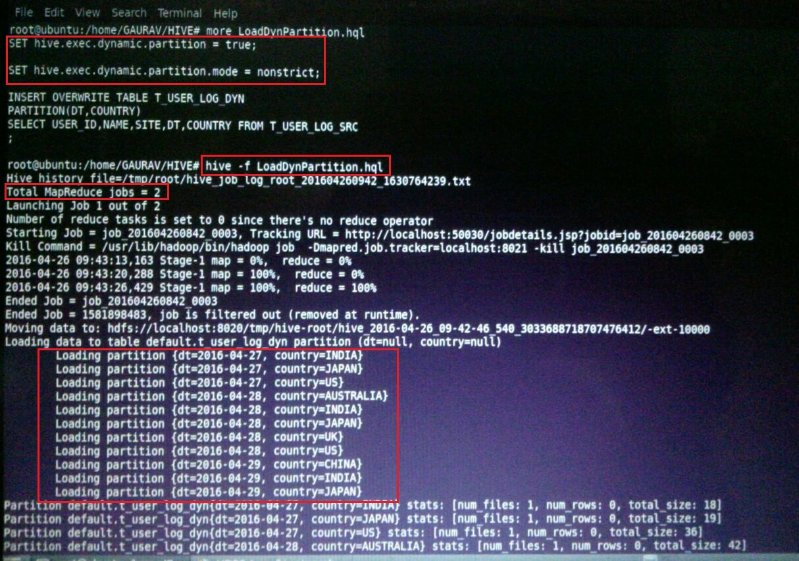 File Edit View Search Terminal Help
root@ubuntu:/home/GAURAV/HIVE# more LoadDynPartition.hql
SET hive.exec.dynamic.partition = true;
SET hive.exec.dynamic.partition.mode = nonstrict;
INSERT OVERWRITE TABLE T_USER_LOG_DYN
PARTITION(DT,COUNTRY)
SELECT USER_ID,NAME,SITE,DT,COUNTRY FROM T_USER_LOG_SRC
;
root@ubuntu:/home/GAURAV/HIVE# hive -f LoadDynPartition.hql
Hive history file=/tmp/root/hive_job_log_root_201604260942_1630764239.txt
Total MapReduce jobs = 2
Launching Job 1 out of 2
Number of reduce tasks is set to 0 since there's no reduce operator
Starting Job = job_201604260842_0003, Tracking URL = http://localhost:50030/jobdetails.jsp?jobid=job_201604260842_0003
Kill Command = /usr/lib/hadoop/bin/hadoop job  -Dmapred.job.tracker=localhost:8021 -kill job_201604260842_0003
2016-04-26 09:43:13,163 Stage-1 map = 0%,  reduce = 0%
2016-04-26 09:43:20,288 Stage-1 map = 100%,  reduce = 0%
2016-04-26 09:43:26,429 Stage-1 map = 100%,  reduce = 100%
Ended Job = job_201604260842_0003
Ended Job = 1581898483, job is filtered out (removed at runtime).
Moving data to: hdfs://localhost:8020/tmp/hive-root/hive_2016-04-26_09-42-46_540_3033688718707476412/-ext-10000
Loading data to table default.t_user_log_dyn partition (dt=null, country=null)
Loading partition {dt=2016-04-27, country=INDIA}
Loading partition {dt=2016-04-27, country=JAPAN}
Loading partition {dt=2016-04-27, country=US}
Loading partition {dt=2016-04-28, country=AUSTRALIA}
Loading partition {dt=2016-04-28, country=INDIA}
Loading partition {dt=2016-04-28, country=JAPAN}
Loading partition {dt=2016-04-28, country=UK}
Loading partition {dt=2016-04-28, country=US}
Loading partition {dt=2016-04-29, country=CHINA}
Loading partition {dt=2016-04-29, country=INDIA}
Loading partition {dt=2016-04-29, country=JAPAN}
Partition default.t_user_log_dyn{dt=2016-04-27, country=INDIA} stats: [num_files: 1, num_rows: 0, total_size: 18]
Partition default.t_user_log_dyn{dt=2016-04-27, country=JAPAN} stats: [num_files: 1, num_rows: 0, total_size: 19]
Partition default.t_user_log_dyn{dt=2016-04-27, country=US} stats: [num_files: 1, num_rows: 0, total_size: 36]
Partition default.t_user_log_dyn{dt=2016-04-28, country=AUSTRALIA} stats: [num_files: 1, num_rows: 0, total_size: 42]